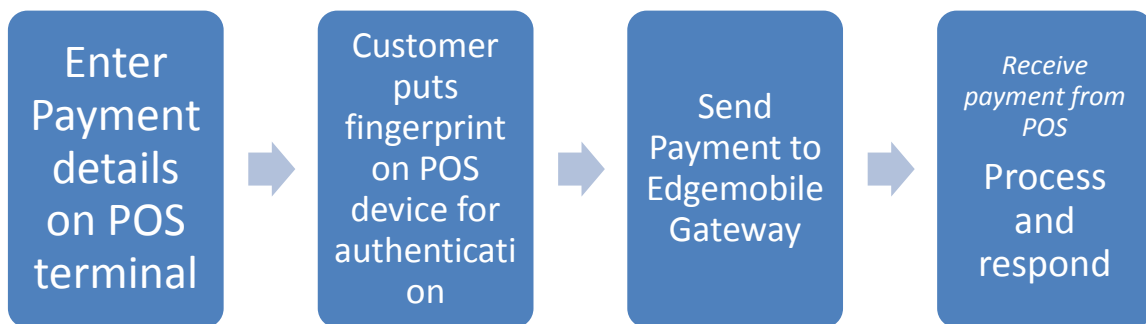 Enter
Payment
details
on POS
terminal
Customer
puts
fingerprint
on POS
device for
authenticati
on
Send
Payment to
Edgemobile
Gateway
Receive
payment from
POS
Process
and
respond